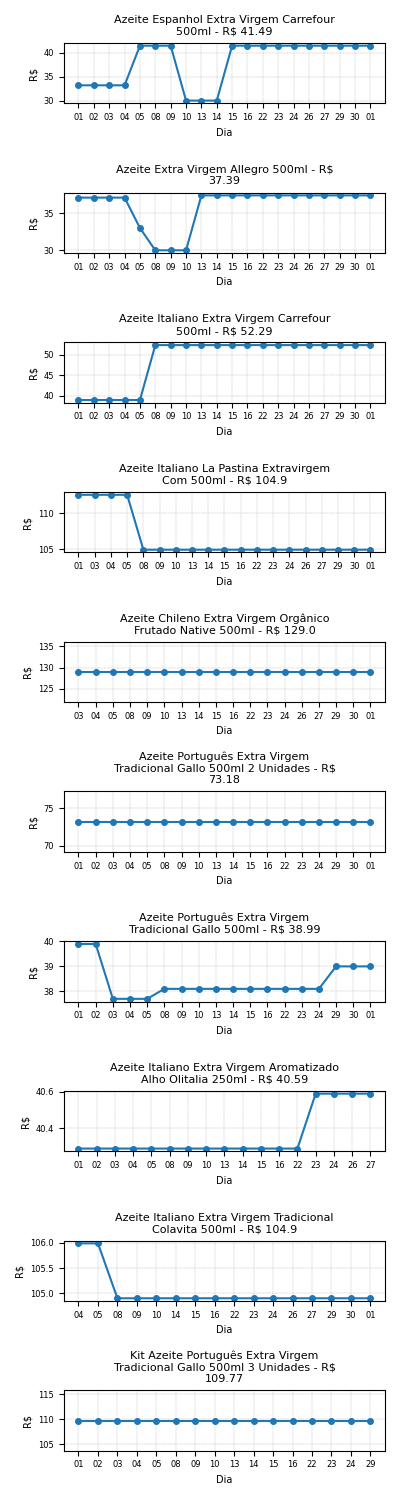 Azeite Espanhol Extra Virgem Carrefour
500ml - R$ 41.49
40
35
30
R$
01 02 03 04 05 08 09 10 13 14 15 16 22 23 24 26 27 29 30 01
Dia
Azeite Extra Virgem Allegro 500ml - R$
37.39
35
30
R$
01 02 03 04 05 08 09 10 13 14 15 16 22 23 24 26 27 29 30 01
Dia
Azeite Italiano Extra Virgem Carrefour
500ml - R$ 52.29
50
45
40
R$
01 02 03 04 05 08 09 10 13 14 15 16 22 23 24 26 27 29 30 01
Dia
Azeite Italiano La Pastina Extravirgem
Com 500ml - R$ 104.9
110
105
R$
01 03 04 05 08 09 10 13 14 15 16 22 23 24 26 27 29 30 01
Dia
Azeite Chileno Extra Virgem Orgânico
Frutado Native 500ml - R$ 129.0
135
130
125
R$
03 04 05 08 09 10 13 14 15 16 22 23 24 26 27 29 30 01
Dia
Azeite Português Extra Virgem
Tradicional Gallo 500ml 2 Unidades - R$
73.18
75
70
R$
01 02 03 04 05 08 09 10 13 14 15 16 22 23 24 29 30 01
Dia
Azeite Português Extra Virgem
Tradicional Gallo 500ml - R$ 38.99
40
39
38
R$
01 02 03 04 05 08 09 10 13 14 15 16 22 23 24 29 30 01
Dia
Azeite Italiano Extra Virgem Aromatizado
Alho Olitalia 250ml - R$ 40.59
40.6
40.4
R$
01 02 03 04 05 08 09 10 13 14 15 16 22 23 24 26 27
Dia
Azeite Italiano Extra Virgem Tradicional
Colavita 500ml - R$ 104.9
106.0
105.5
105.0
R$
04 05 08 09 10 14 15 16 22 23 24 26 27 29 30 01
Dia
Kit Azeite Português Extra Virgem
Tradicional Gallo 500ml 3 Unidades - R$
109.77
115
110
105
R$
01 02 03 04 05 08 09 10 13 14 15 16 22 23 24 29
Dia